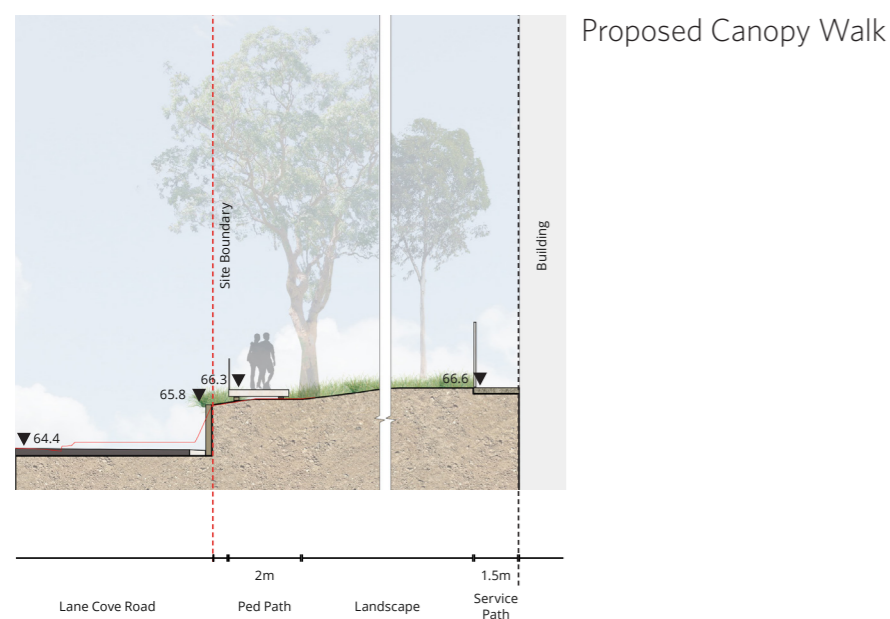 Proposed Canopy Walk
Site Boundary
Building
66.3
65.8
66.6
64.4
2m
1.5m
Lane Cove Road
Ped Path
Landscape
Service
Path